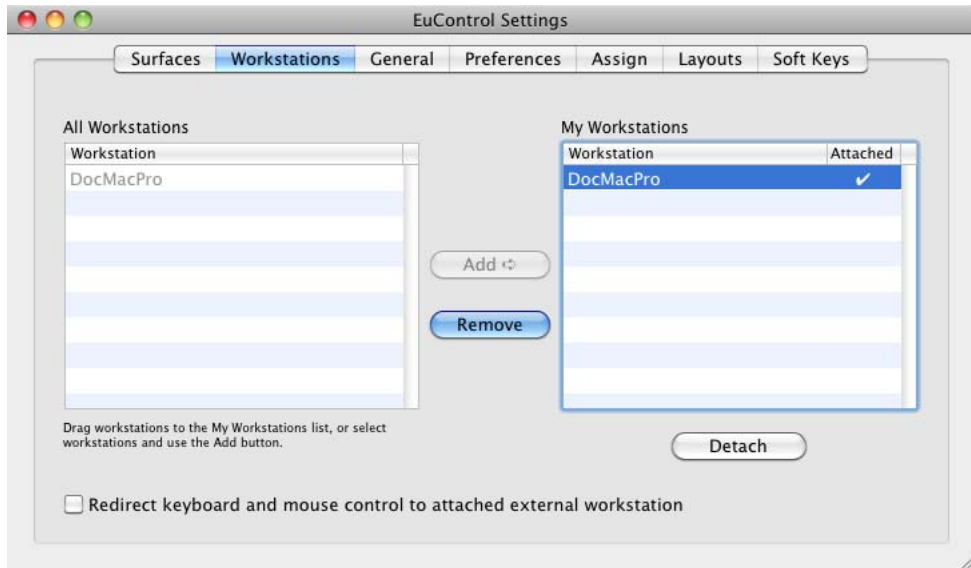 EuControl Settings
Surfaces Workstations General Preferences Assign Layouts Soft Keys
All Workstations
Workstation
DocMacPro
My Workstations
Workstation Attached
DocMacPro ✔
Add ➪
Remove
Drag workstations to the My Workstations list, or select
workstations and use the Add button.
Detach
Redirect keyboard and mouse control to attached external workstation